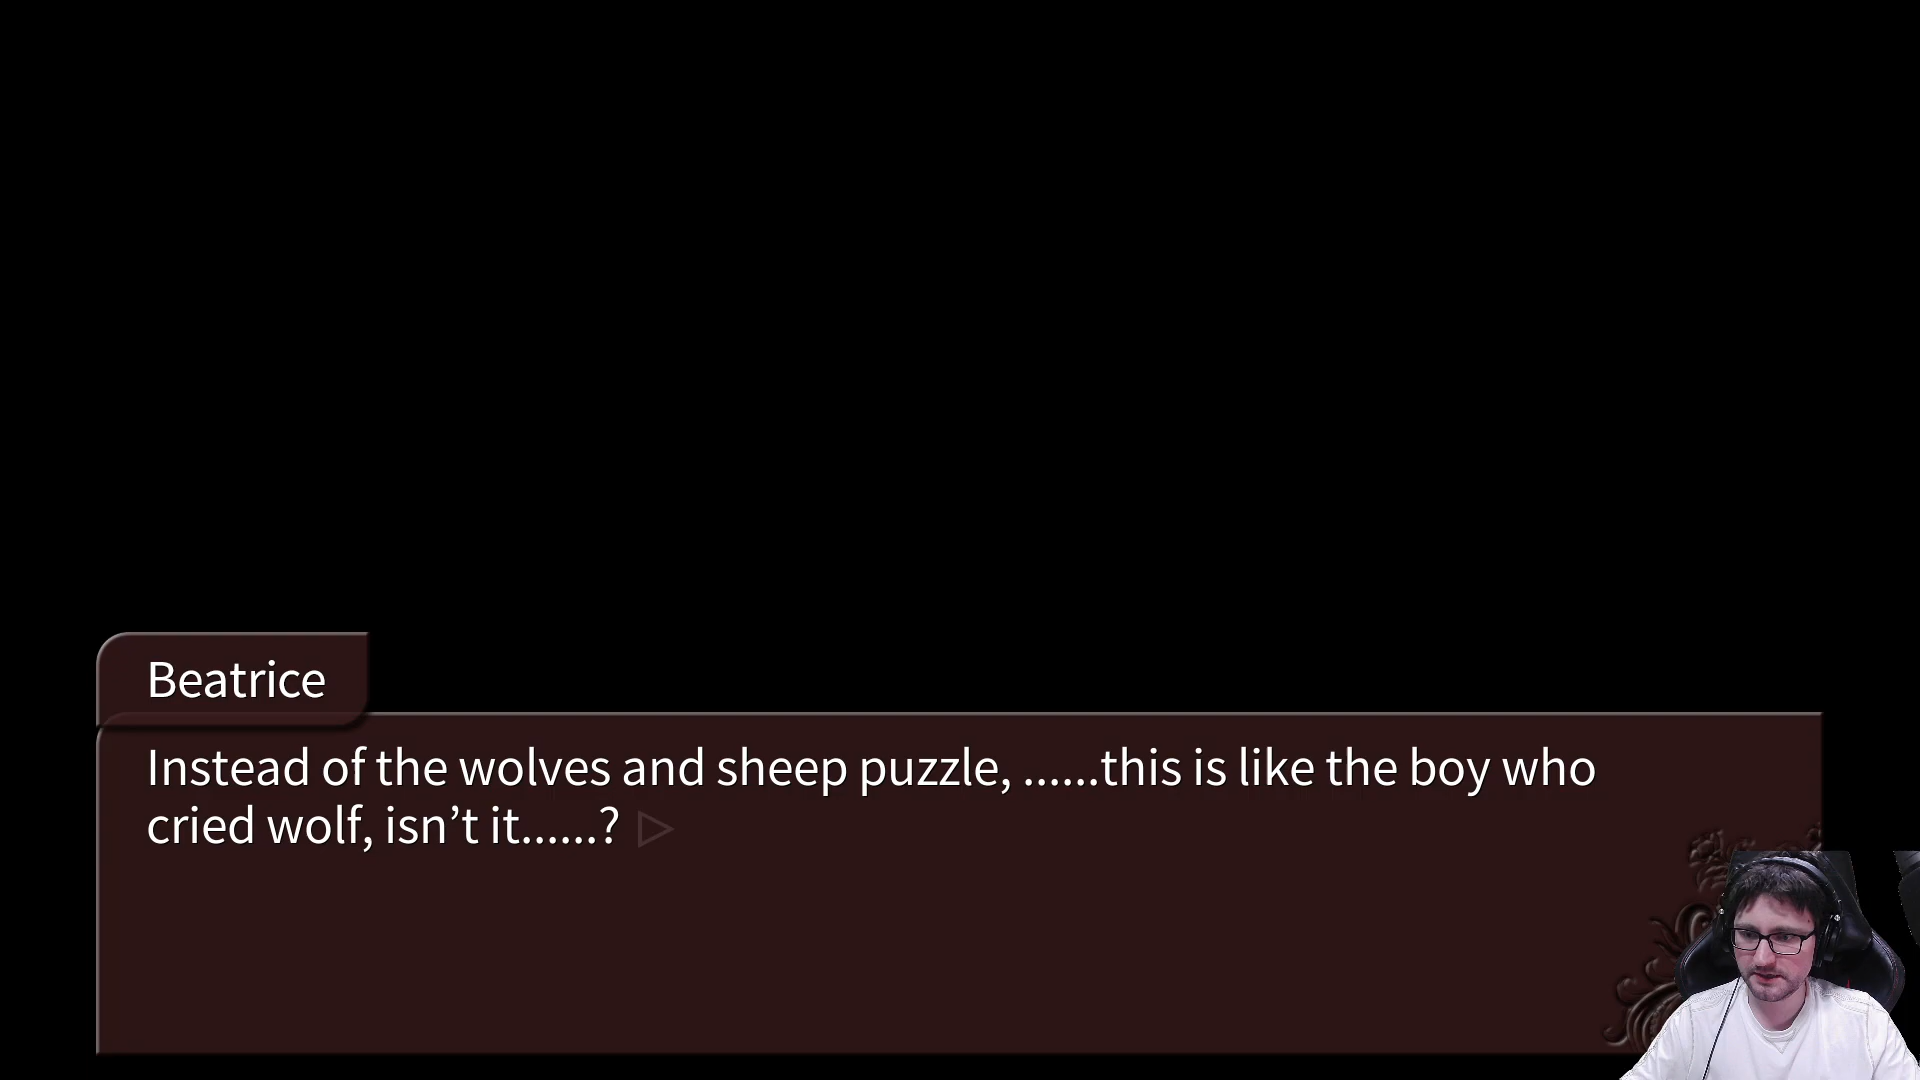 Beatrice
Instead of the wolves and sheep puzzle, ......this is like the boy who
cried wolf, isn’t it......?